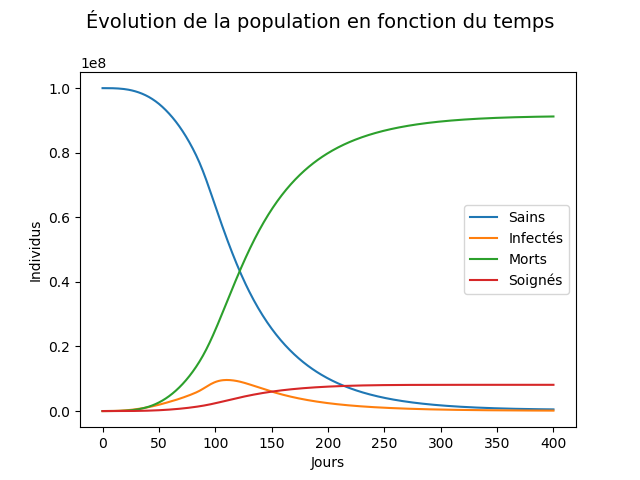 Évolution de la population en fonction du temps
1e8
1.0
0.8
0.6
0.4
0.2
0.0
Individus
Sains
Infectés
Morts
Soignés
0 50 100 150 200 250 300 350 400
Jours